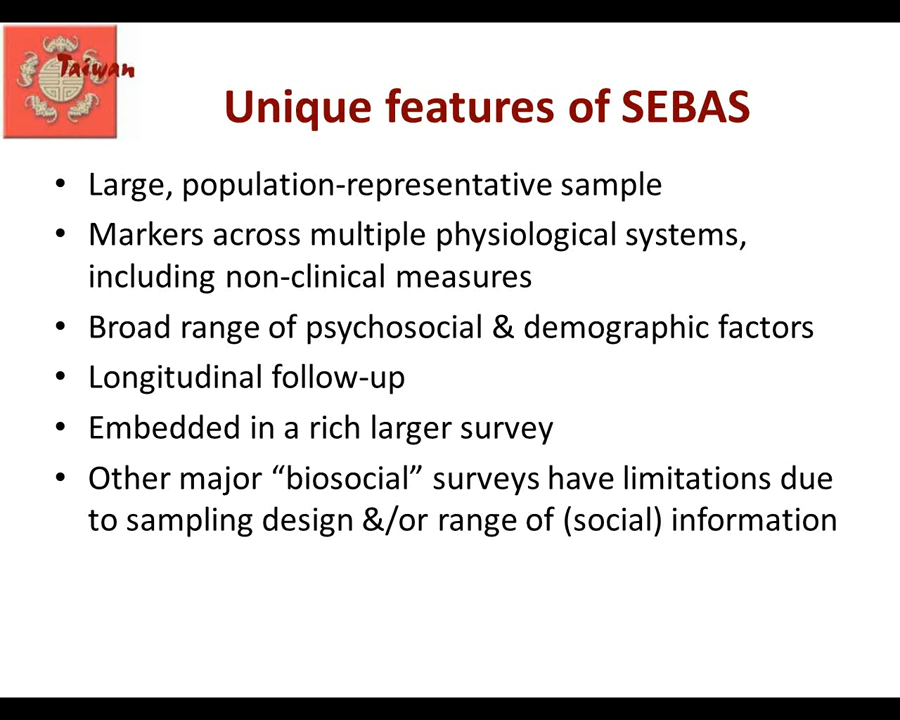 Taiwan
Unique features of SEBAS
• Large, population-representative sample
• Markers across multiple physiological systems,
including non-clinical measures
• Broad range of psychosocial & demographic factors
• Longitudinal follow-up
• Embedded in a rich larger survey
• Other major “biosocial” surveys have limitations due
to sampling design &/or range of (social) information